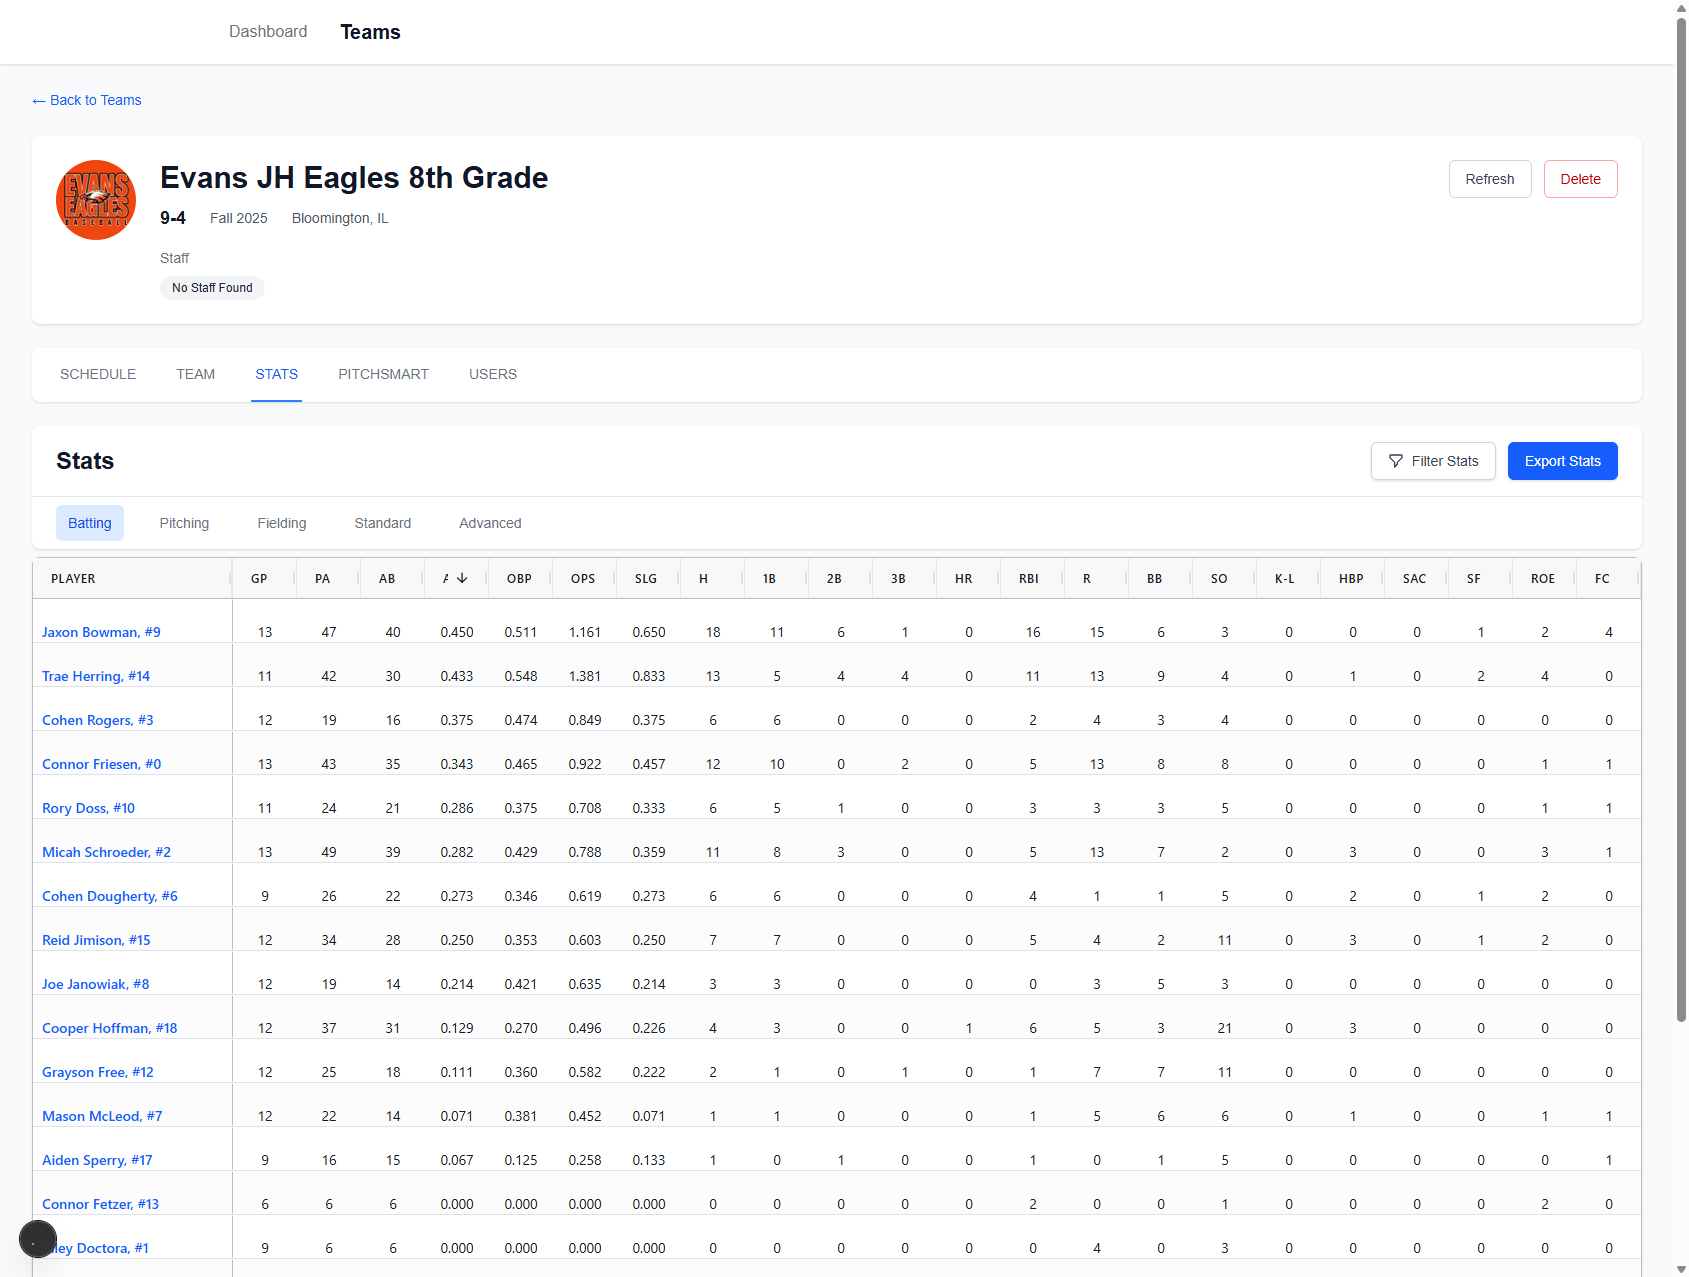 Dashboard Teams
← Back to Teams
EVANS
EAGLES
BASEBALL
Evans JH Eagles 8th Grade
9-4 Fall 2025 Bloomington, IL
Staff
No Staff Found
Refresh Delete
SCHEDULE TEAM STATS PITCHSMART USERS
Stats
Filter Stats Export Stats
Batting Pitching Fielding Standard Advanced
PLAYER GP PA AB ↓ OBP OPS SLG H 1B 2B 3B HR RBI R BB SO K-L HBP SAC SF ROE FC
Jaxon Bowman, #9 13 47 40 0.450 0.511 1.161 0.650 18 11 6 1 0 16 15 6 3 0 0 0 1 2 4
Trae Herring, #14 11 42 30 0.433 0.548 1.381 0.833 13 5 4 4 0 11 13 9 4 0 1 0 2 4 0
Cohen Rogers, #3 12 19 16 0.375 0.474 0.849 0.375 6 6 0 0 0 2 4 3 4 0 0 0 0 0 0
Connor Friesen, #0 13 43 35 0.343 0.465 0.922 0.457 12 10 0 2 0 5 13 8 8 0 0 0 0 1 1
Rory Doss, #10 11 24 21 0.286 0.375 0.708 0.333 6 5 1 0 0 3 3 3 5 0 0 0 0 1 1
Micah Schroeder, #2 13 49 39 0.282 0.429 0.788 0.359 11 8 3 0 0 5 13 7 2 0 3 0 0 3 1
Cohen Dougherty, #6 9 26 22 0.273 0.346 0.619 0.273 6 6 0 0 0 4 1 1 5 0 2 0 1 2 0
Reid Jimison, #15 12 34 28 0.250 0.353 0.603 0.250 7 7 0 0 0 5 4 2 11 0 3 0 1 2 0
Joe Janowiak, #8 12 19 14 0.214 0.421 0.635 0.214 3 3 0 0 0 0 3 5 3 0 0 0 0 0 0
Cooper Hoffman, #18 12 37 31 0.129 0.270 0.496 0.226 4 3 0 0 1 6 5 3 21 0 3 0 0 0 0
Grayson Free, #12 12 25 18 0.111 0.360 0.582 0.222 2 1 0 1 0 1 7 7 11 0 0 0 0 0 0
Mason McLeod, #7 12 22 14 0.071 0.381 0.452 0.071 1 1 0 0 0 1 5 6 6 0 1 0 0 1 1
Aiden Sperry, #17 9 16 15 0.067 0.125 0.258 0.133 1 0 1 0 0 1 0 1 5 0 0 0 0 0 1
Connor Fetzer, #13 6 6 6 0.000 0.000 0.000 0.000 0 0 0 0 0 2 0 0 1 0 0 0 0 2 0
Doctora, #1 9 6 6 0.000 0.000 0.000 0.000 0 0 0 0 0 0 4 0 3 0 0 0 0 0 0